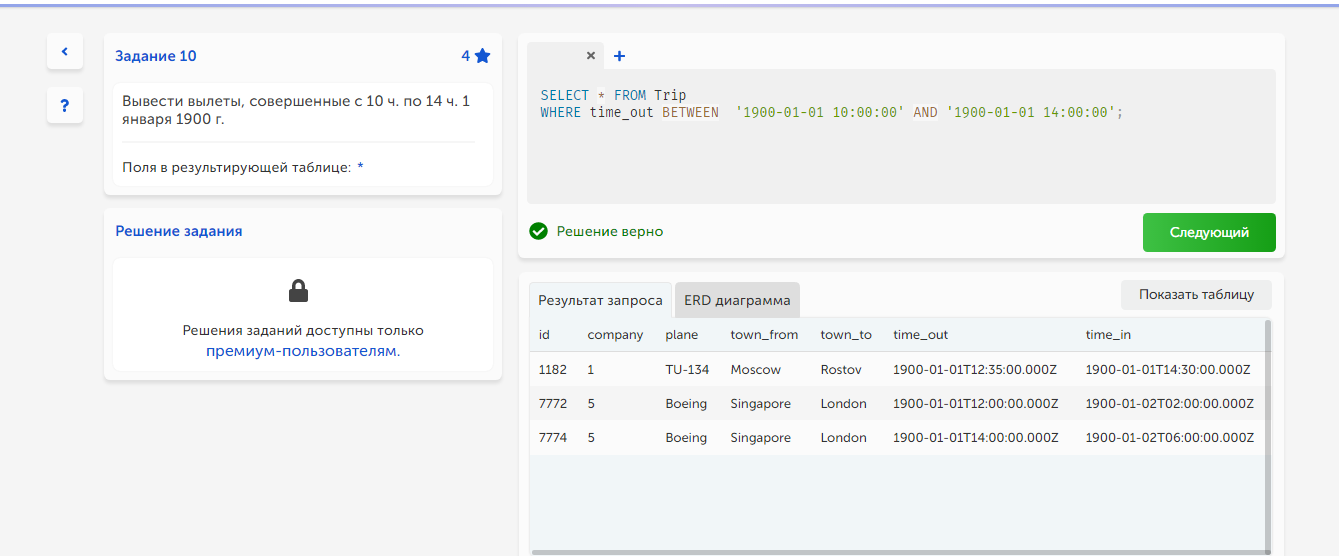 Задание 10
4
Вывести вылеты, совершенные с 10 ч. по 14 ч. 1
января 1900 г.
Поля в результирующей таблице: *
?
Решение задания
Решения заданий доступны только
премиум-пользователям.
SELECT * FROM Trip
WHERE time_out BETWEEN  '1900-01-01 10:00:00' AND '1900-01-01 14:00:00';
Решение верно
Следующий
Результат запроса
ERD диаграмма
Показать таблицу
id company plane town_from town_to time_out time_in
1182 1 TU-134 Moscow Rostov 1900-01-01T12:35:00.000Z 1900-01-01T14:30:00.000Z
7772 5 Boeing Singapore London 1900-01-01T12:00:00.000Z 1900-01-02T02:00:00.000Z
7774 5 Boeing Singapore London 1900-01-01T14:00:00.000Z 1900-01-02T06:00:00.000Z